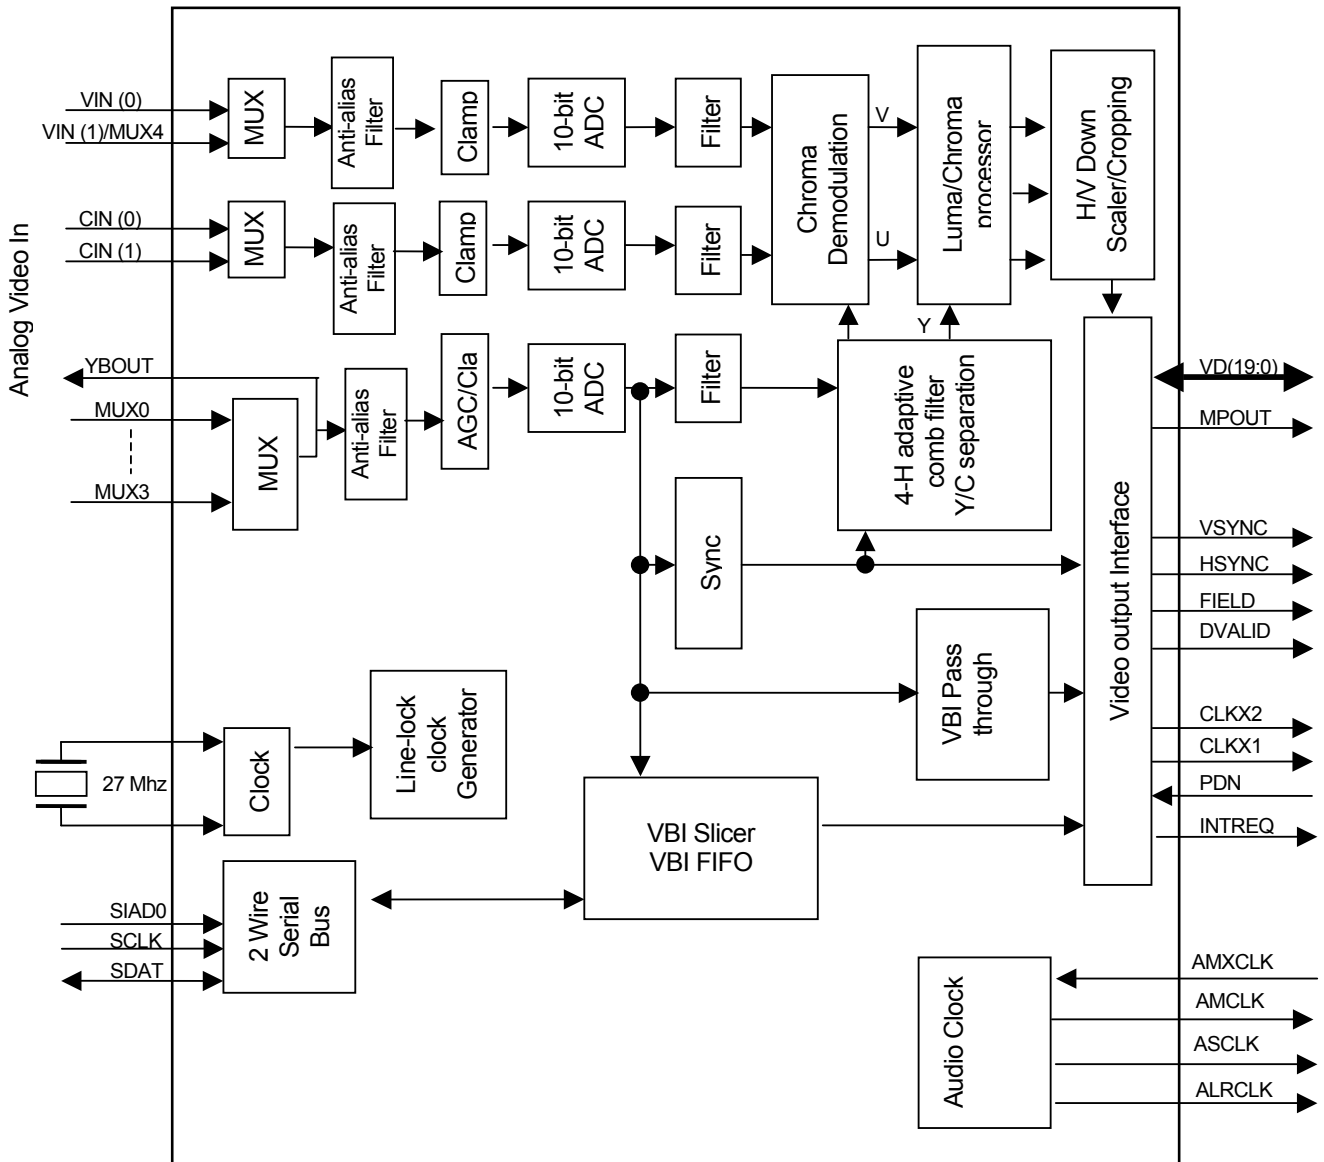 Analog Video In
VIN (0)
VIN (1)/MUX4
MUX
Anti-alias
Filter
Clamp
10-bit
ADC
Filter
Chroma
Demodulation
V
U
Luma/Chroma
processor
H/V Down
Scaler/Cropping
CIN (0)
CIN (1)
MUX
Anti-alias
Filter
Clamp
10-bit
ADC
Filter
YBOUT
MUX0
MUX3
MUX
Anti-alias
Filter
AGC/Cla
10-bit
ADC
Filter
4-H adaptive
comb filter
Y/C separation
Y
Sync
VBI Pass
through
Video output Interface
VD(19:0)
MPOUT
VSYNC
HSYNC
FIELD
DVALID
CLKX2
CLKX1
PDN
INTREQ
27 Mhz
Clock
Line-lock
clock
Generator
VBI Slicer
VBI FIFO
SIAD0
SCLK
SDAT
2 Wire
Serial
Bus
Audio Clock
AMXCLK
AMCLK
ASCLK
ALRCLK